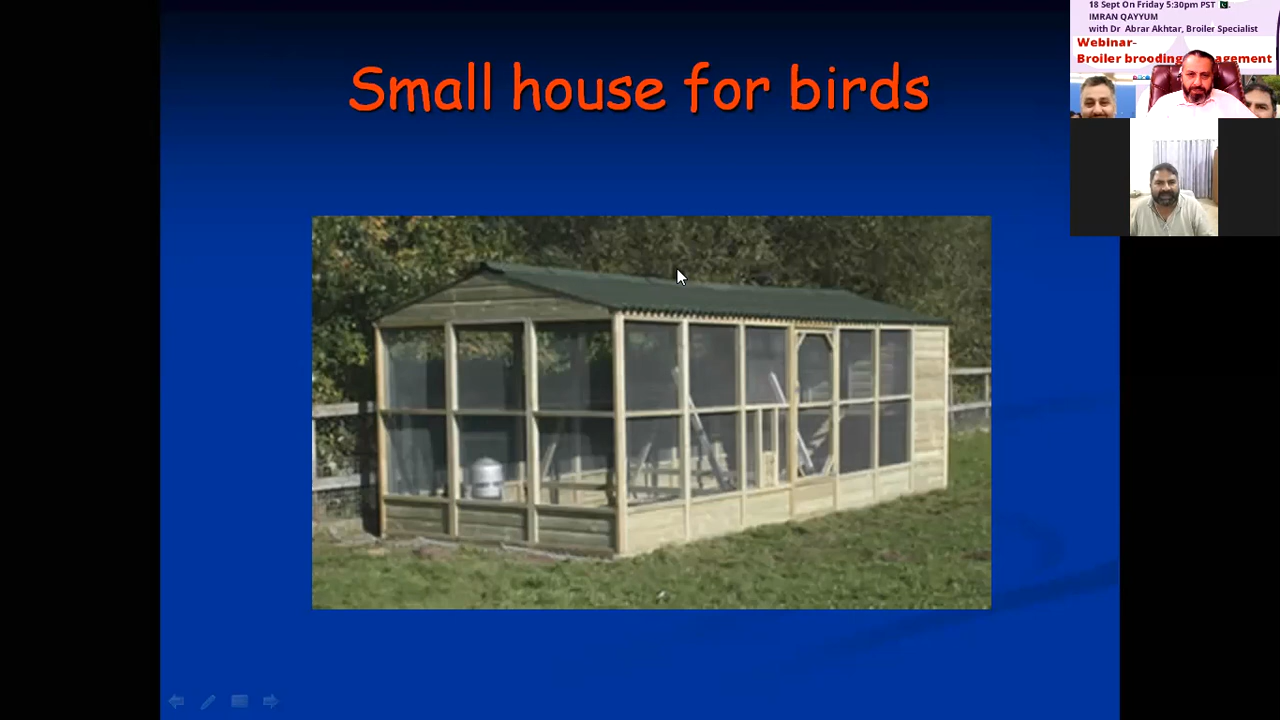 Small house for birds
18 Sept On Friday 5:30pm PST
IMRAN QAYYUM
with Dr Abrar Akhtar, Broiler Specialist
Webinar-
Broiler brooding agement